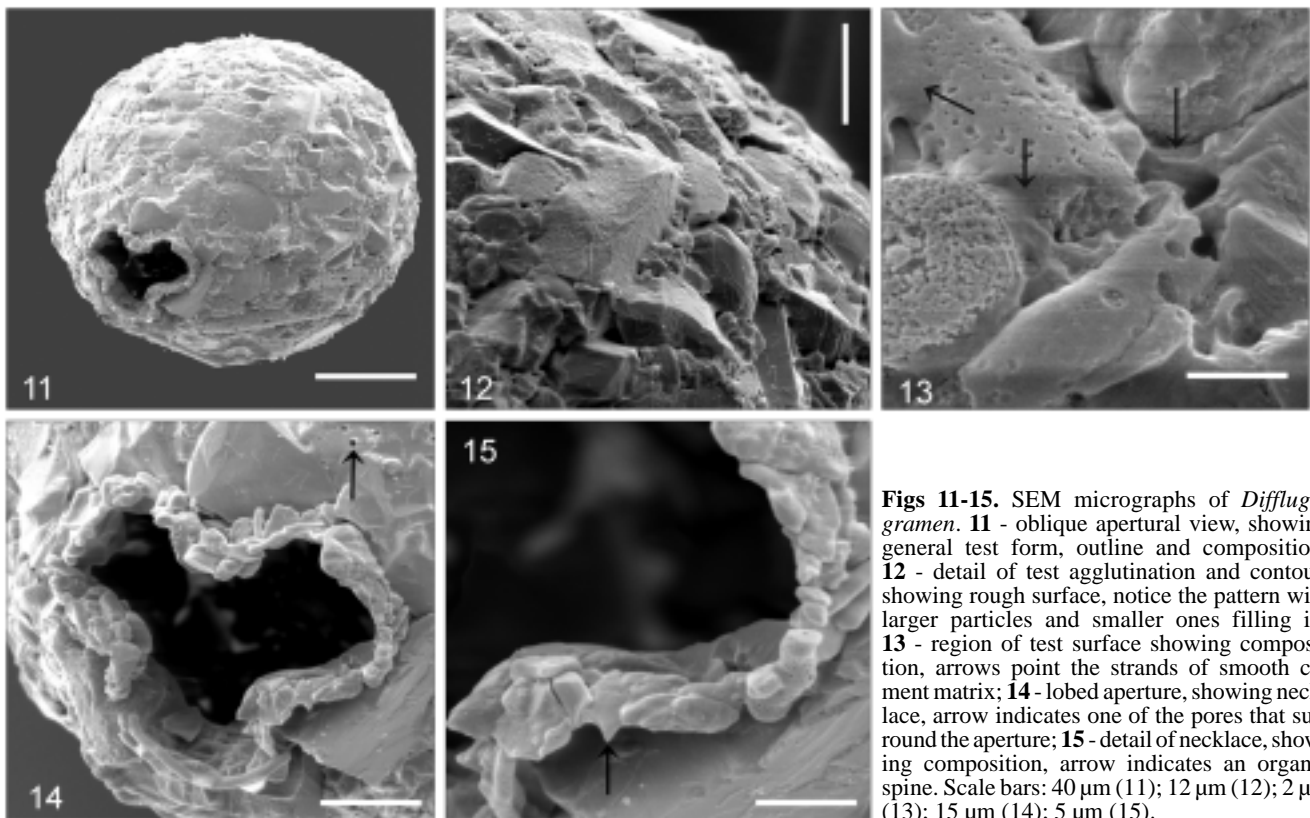 11
12
13
14
15
Figs 11-15. SEM micrographs of Difflug
gramen. 11 - oblique apertural view, showin
general test form, outline and compositio
12 - detail of test agglutination and contou
showing rough surface, notice the pattern wi
larger particles and smaller ones filling i
13 - region of test surface showing compos
tion, arrows point the strands of smooth c
ment matrix; 14 - lobed aperture, showing nec
lace, arrow indicates one of the pores that su
round the aperture; 15 - detail of necklace, show
ing composition, arrow indicates an organ
spine. Scale bars: 40 µm (11); 12 µm (12); 2 µ
(13); 15 µm (14); 5 µm (15).